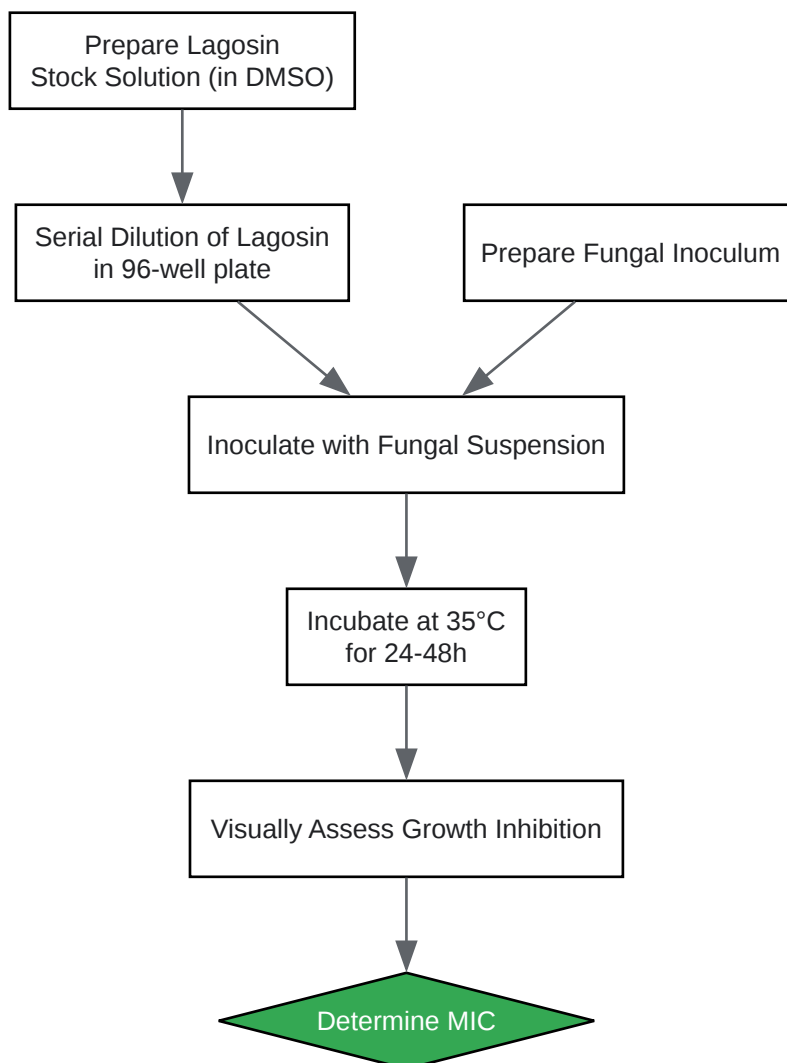 Prepare Lagosin
Stock Solution (in DMSO)
Serial Dilution of Lagosin
in 96-well plate
Prepare Fungal Inoculum
Inoculate with Fungal Suspension
Incubate at 35°C
for 24-48h
Visually Assess Growth Inhibition
Determine MIC